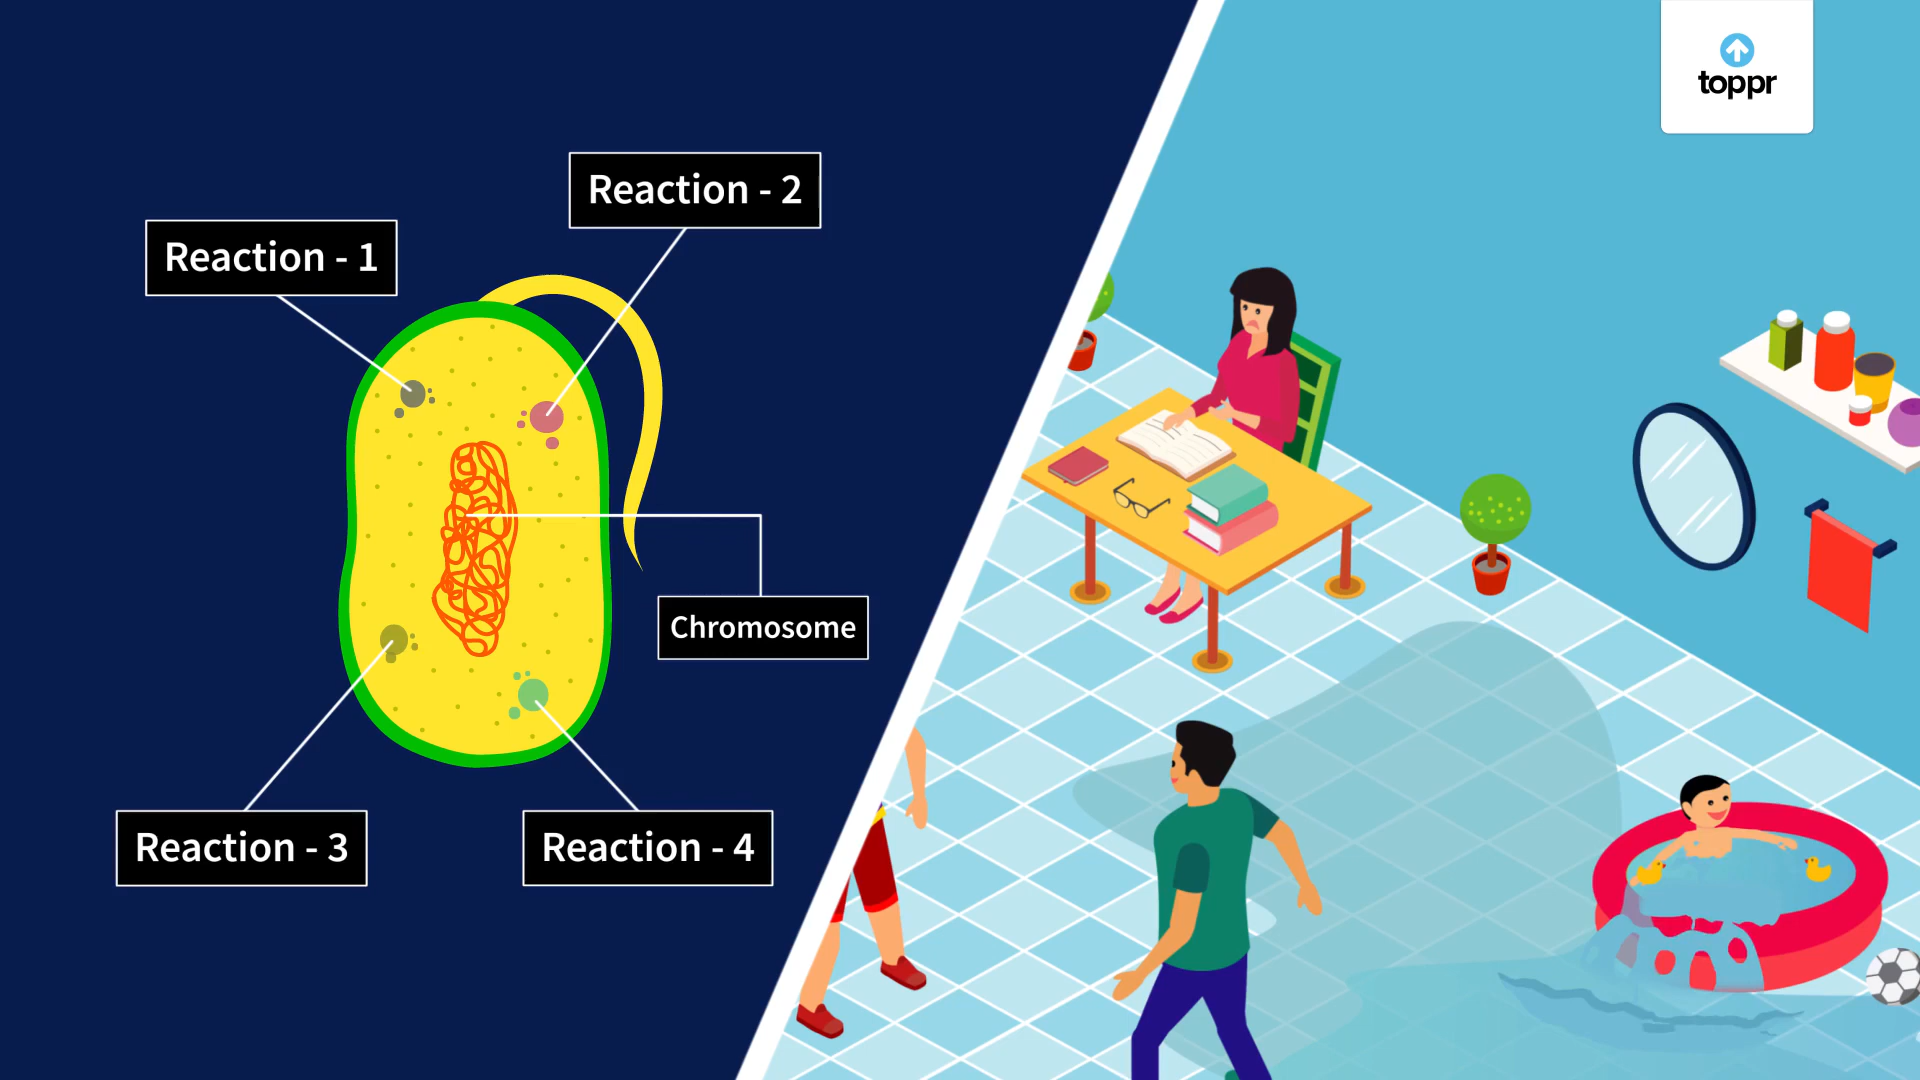 toppr
Reaction - 2
Reaction - 1
Chromosome
Reaction - 3
Reaction - 4